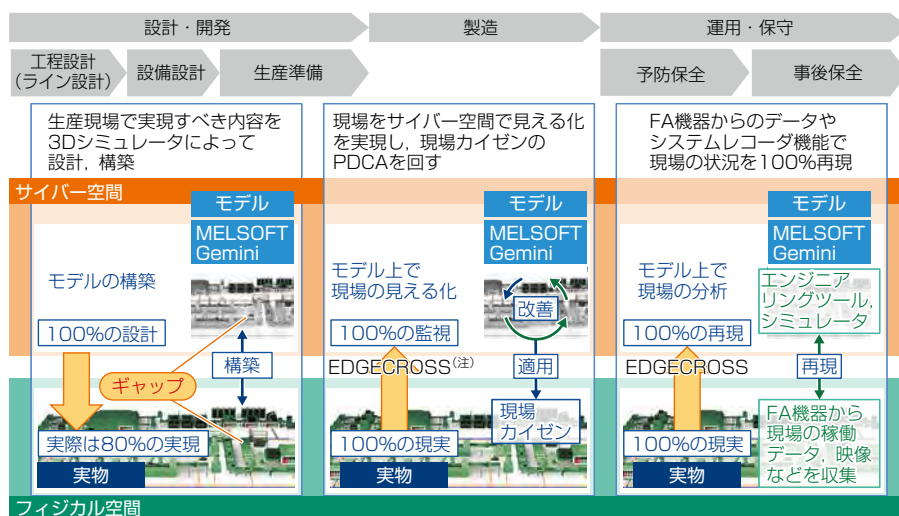 設計・開発
製造
運用・保守
工程設計
(ライン設計)
設備設計
生産準備
予防保全
事後保全
生産現場で実現すべき内容を
3Dシミュレータによって
設計，構築
現場をサイバー空間で見える化
を実現し，現場カイゼンの
PDCAを回す
FA機器からのデータや
システムレコーダ機能で
現場の状況を100％再現
サイバー空間
モデル
MELSOFT
Gemini
モデルの構築
100％の設計
構築
ギャップ
実際は80％の実現
実物
モデル
MELSOFT
Gemini
モデル上で
現場の見える化
改善
100％の監視
EDGECROSS(注)
適用
現場
カイゼン
100％の現実
実物
モデル
MELSOFT
Gemini
モデル上で
現場の分析
エンジニア
リングツール，
シミュレータ
100％の再現
EDGECROSS
再現
FA機器から
現場の稼働
データ，映像
などを収集
100％の現実
実物
フィジカル空間